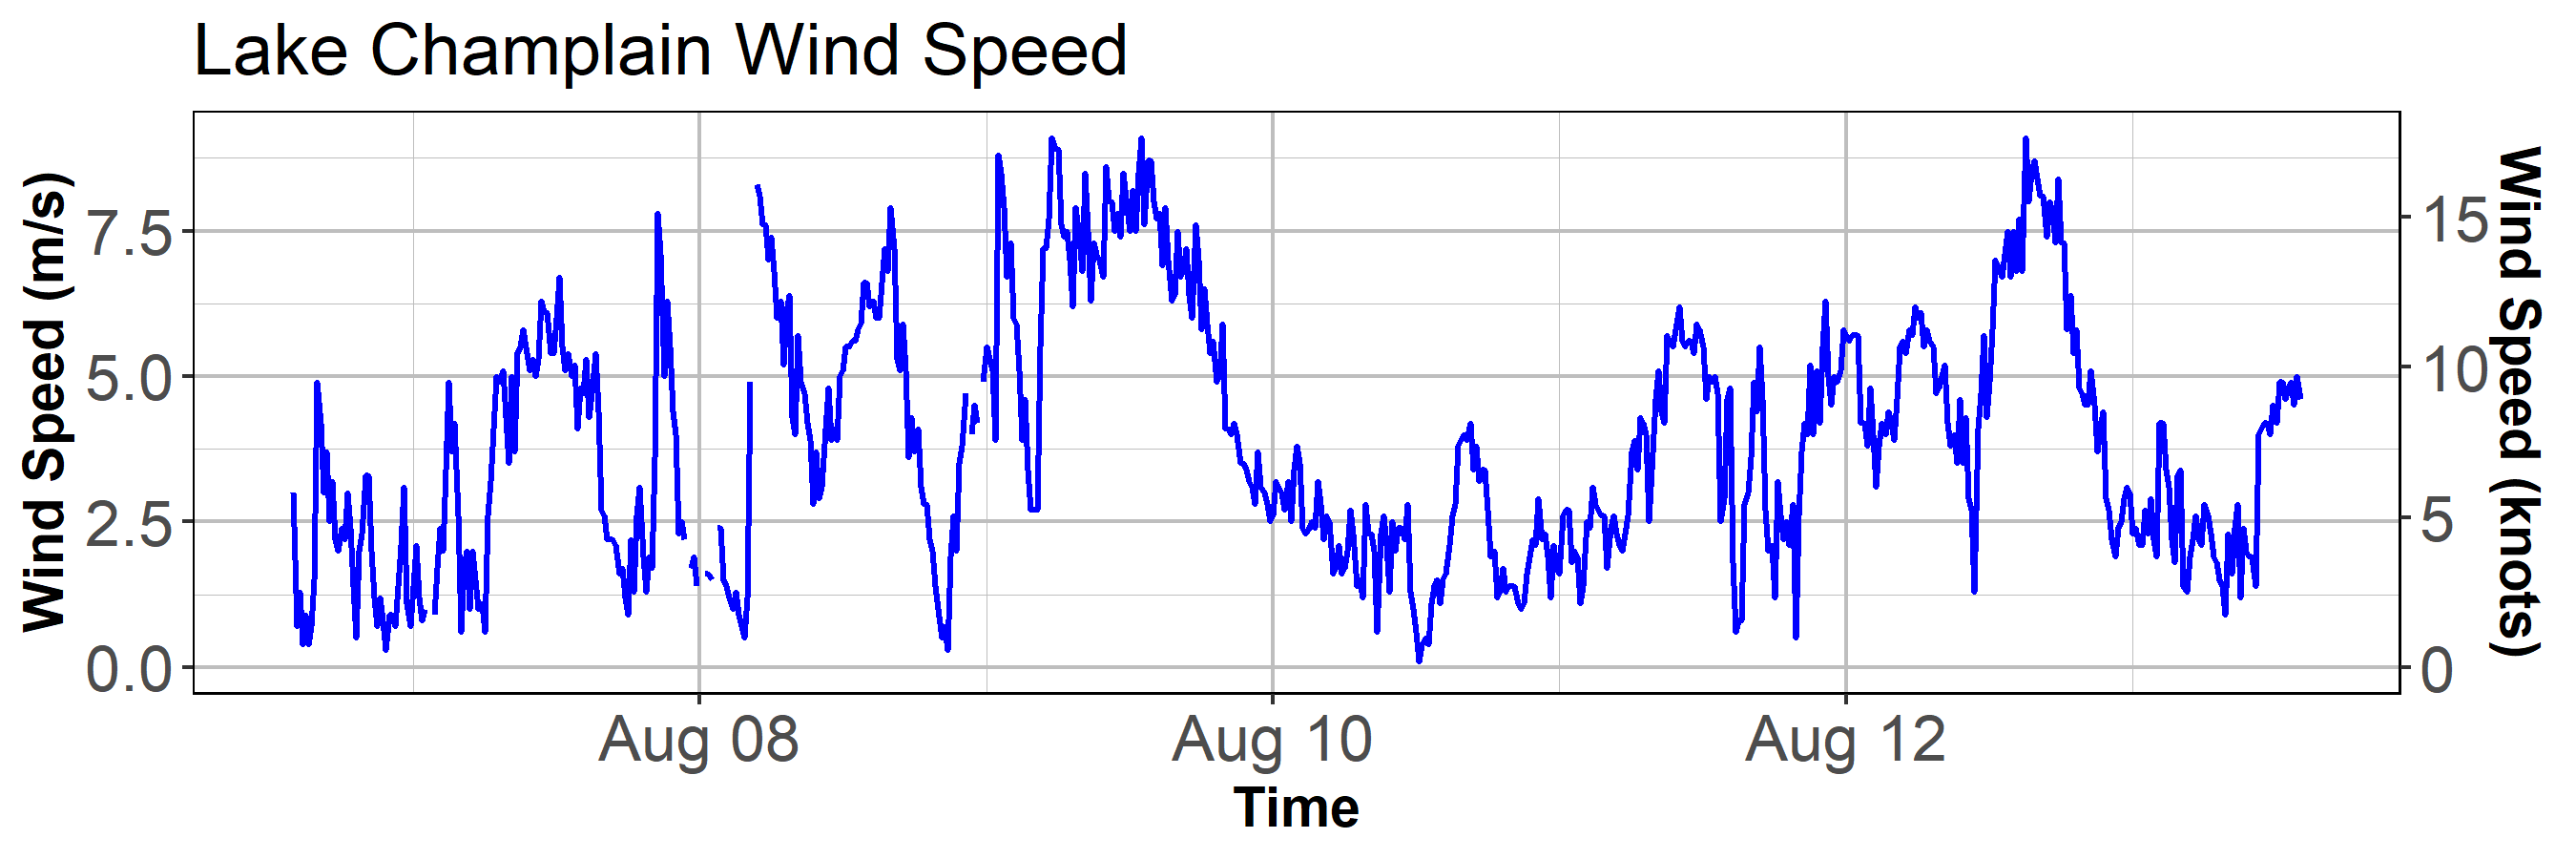 Lake Champlain Wind Speed
Wind Speed (m/s)
7.5
5.0
2.5
0.0
15
10
5
0
Wind Speed (knots)
Aug 08
Aug 10
Aug 12
Time